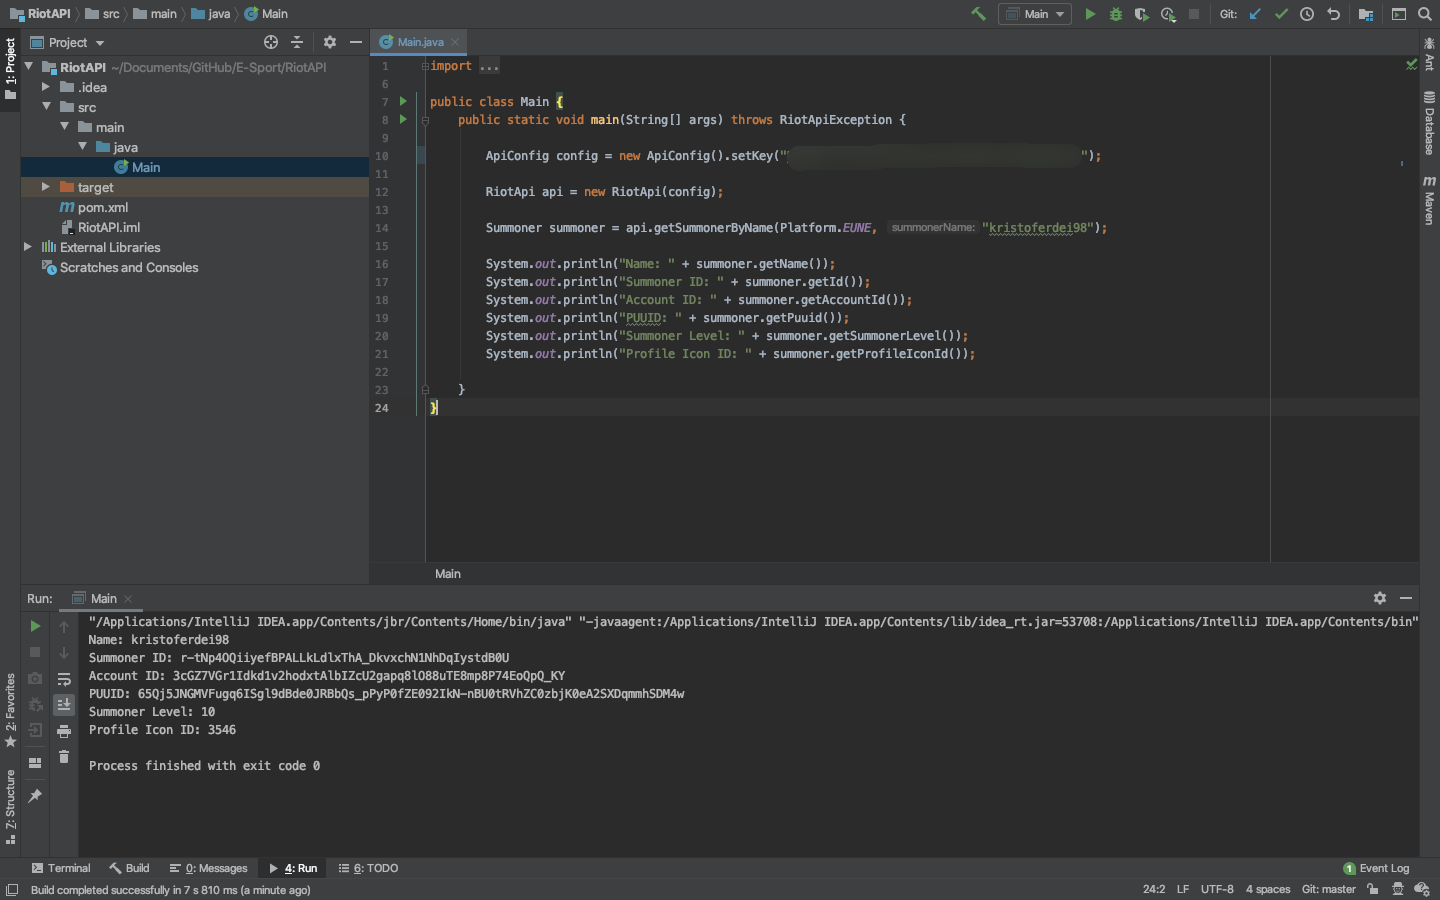 RiotAPI src main java Main
Main Git:
1: Project
Project
Main.java
RiotAPI ~/Documents/GitHub/E-Sport/RiotAPI
.idea
src
main
java
Main
target
pom.xml
RiotAPI.iml
External Libraries
Scratches and Consoles
1 import ...
6
7 public class Main {
8 public static void main(String[] args) throws RiotApiException {
9
10 ApiConfig config = new ApiConfig().setKey("");
11
12 RiotApi api = new RiotApi(config);
13
14 Summoner summoner = api.getSummonerByName(Platform.EUNE, summonerName: "kristoferdei98");
15
16 System.out.println("Name: " + summoner.getName());
17 System.out.println("Summoner ID: " + summoner.getId());
18 System.out.println("Account ID: " + summoner.getAccountId());
19 System.out.println("PUUID: " + summoner.getPuuid());
20 System.out.println("Summoner Level: " + summoner.getSummonerLevel());
21 System.out.println("Profile Icon ID: " + summoner.getProfileIconId());
22
23 }
24 }
Main
Ant
Database
m Maven
Run: Main
"/Applications/IntelliJ IDEA.app/Contents/jbr/Contents/Home/bin/java" "-javaagent:/Applications/IntelliJ IDEA.app/Contents/lib/idea_rt.jar=53708:/Applications/IntelliJ IDEA.app/Contents/bin"
Name: kristoferdei98
Summoner ID: r-tNp4OQiiyefBPALLkLdlxThA_DkvxchN1NhDqIystdB0U
Account ID: 3cGZ7VGr1Idkd1v2hodxtAlbIZcU2gapq8lO88uTE8mp8P74EoQpQ_KY
PUUID: 65Qj5JNGMVFugq6ISgl9dBde0JRBbQs_pPyP0fZE092IkN-nBU0tRVhZC0zbjK0eA2SXDqmmhSDM4w
Summoner Level: 10
Profile Icon ID: 3546
Process finished with exit code 0
2: Favorites
Z: Structure
Terminal Build 0: Messages 4: Run 6: TODO 1 Event Log
Build completed successfully in 7 s 810 ms (a minute ago) 24:2 LF UTF-8 4 spaces Git: master